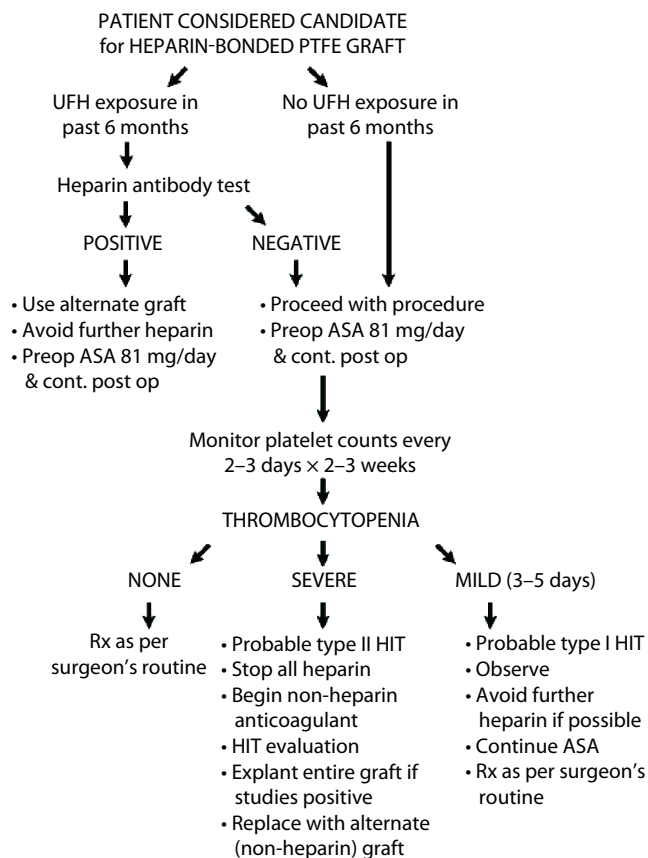 PATIENT CONSIDERED CANDIDATE
for HEPARIN-BONDED PTFE GRAFT
UFH exposure in
past 6 months
No UFH exposure in
past 6 months
Heparin antibody test
POSITIVE
NEGATIVE
• Use alternate graft
• Avoid further heparin
• Preop ASA 81 mg/day
& cont. post op
• Proceed with procedure
• Preop ASA 81 mg/day
& cont. post op
Monitor platelet counts every
2–3 days × 2–3 weeks
THROMBOCYTOPENIA
NONE
SEVERE
MILD (3–5 days)
Rx as per
surgeon's routine
• Probable type II HIT
• Stop all heparin
• Begin non-heparin
anticoagulant
• HIT evaluation
• Explant entire graft if
studies positive
• Replace with alternate
(non-heparin) graft
• Probable type I HIT
• Observe
• Avoid further
heparin if possible
• Continue ASA
• Rx as per surgeon's
routine